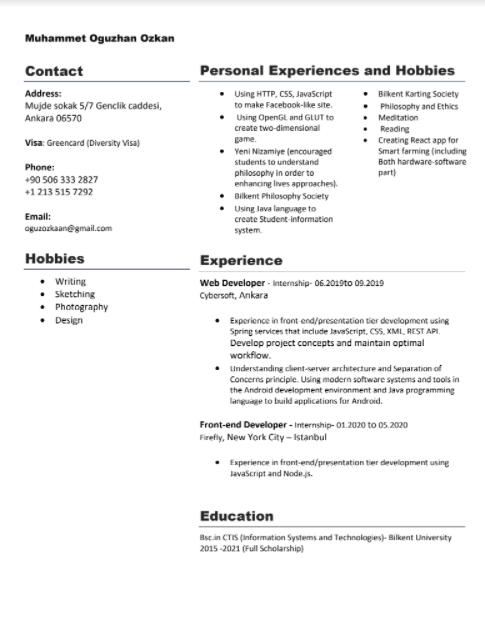 Muhammet Oguzhan Ozkan
Contact
Address:
Mujde sokak 5/7 Genclik caddesi,
Ankara 06570
Visa: Greencard (Diversity Visa)
Phone:
+90 506 333 2827
+1 213 515 7292
Email:
oguzozkaan@gmail.com
Hobbies
• Writing
• Sketching
• Photography
• Design
Personal Experiences and Hobbies
• Using HTTP, CSS, JavaScript
to make Facebook-like site.
• Using OpenGL and GLUT to
create two-dimensional
game.
• Yeni Nizamiye (encouraged
students to understand
philosophy in order to
enhancing lives approaches).
• Bilkent Philosophy Society
• Using Java language to
create Student-information
system.
• Bilkent Karting Society
• Philosophy and Ethics
• Meditation
• Reading
• Creating React app for
Smart farming (including
Both hardware-software
part)
Experience
Web Developer - Internship- 06.2019to 09.2019
Cybersoft, Ankara
• Experience in front-end/presentation tier development using
Spring services that include JavaScript, CSS, XML, REST API.
Develop project concepts and maintain optimal
workflow.
• Understanding client-server architecture and Separation of
Concerns principle. Using modern software systems and tools in
the Android development environment and Java programming
language to build applications for Android.
Front-end Developer - Internship- 01.2020 to 05.2020
Firefly, New York City – Istanbul
• Experience in front-end/presentation tier development using
JavaScript and Node.js.
Education
Bsc.in CTIS (Information Systems and Technologies)- Bilkent University
2015 -2021 (Full Scholarship)